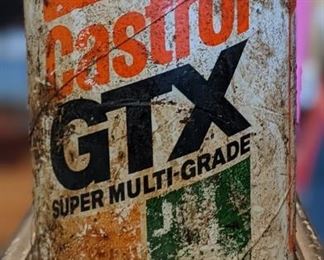 Castrol
GTX
SUPER MULTI-GRADE